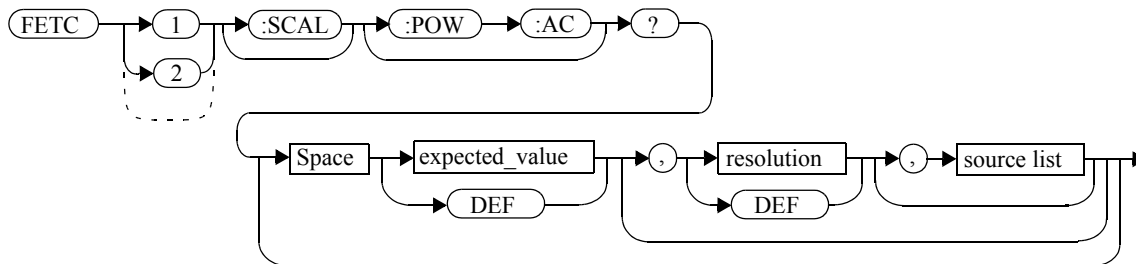 FETC 1 :SCAL :POW :AC ?
2
Space expected_value , resolution , source list
DEF DEF